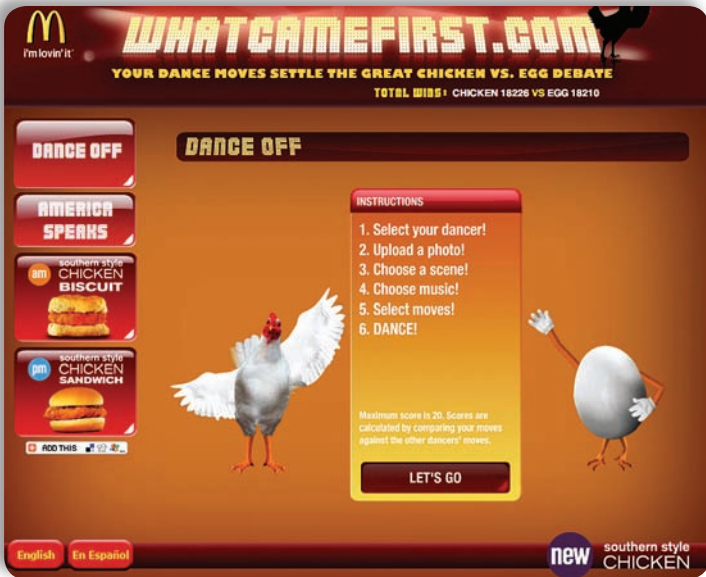 i'm lovin' it®
WHATCAMEFIRST.COM
YOUR DANCE MOVES SETTLE THE GREAT CHICKEN VS. EGG DEBATE
TOTAL WINS: CHICKEN 18226 VS EGG 18210
DANCE OFF
AMERICA
SPEAKS
am
southern style
CHICKEN
BISCUIT
pm
southern style
CHICKEN
SANDWICH
ADD THIS
DANCE OFF
INSTRUCTIONS
1. Select your dancer!
2. Upload a photo!
3. Choose a scene!
4. Choose music!
5. Select moves!
6. DANCE!
Maximum score is 20. Scores are
calculated by comparing your moves
against the other dancers' moves.
LET'S GO
English
En Español
new
southern style
CHICKEN